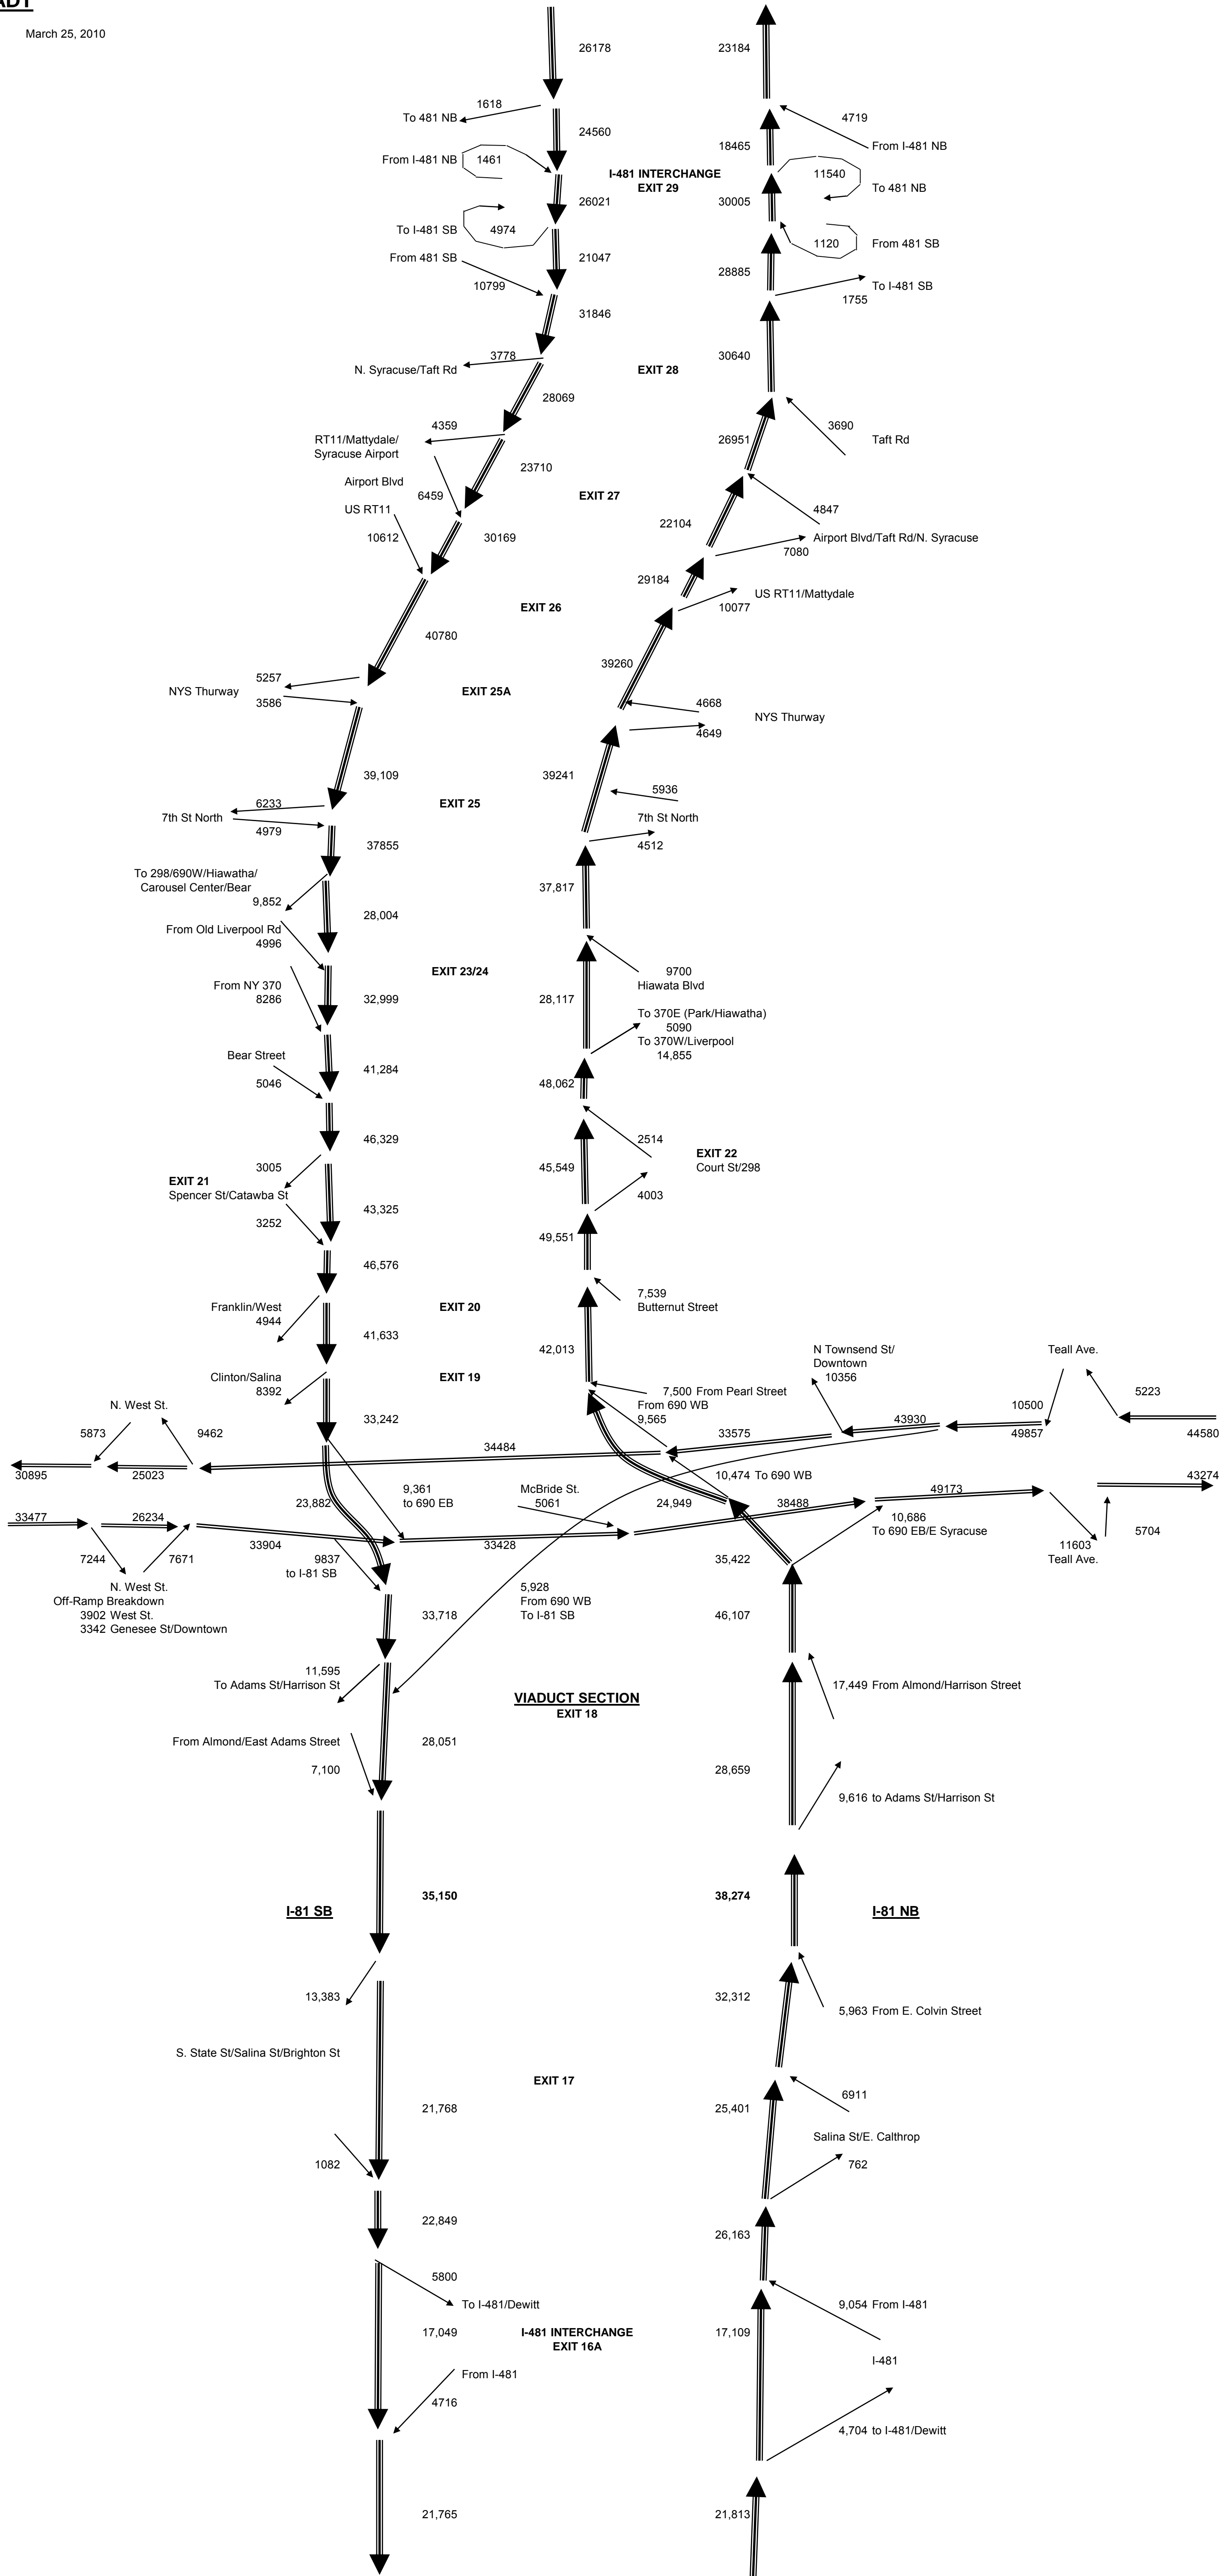 ADT
March 25, 2010
26178
23184
1618
To 481 NB
4719
24560
18465
From I-481 NB
From I-481 NB
1461
I-481 INTERCHANGE
EXIT 29
11540
To 481 NB
26021
30005
To I-481 SB
4974
1120
From 481 SB
From 481 SB
21047
28885
To I-481 SB
10799
1755
31846
3778
30640
N. Syracuse/Taft Rd
EXIT 28
28069
4359
3690
RT11/Mattydale/
Syracuse Airport
26951
Taft Rd
23710
Airport Blvd
6459
EXIT 27
US RT11
4847
22104
10612
30169
Airport Blvd/Taft Rd/N. Syracuse
7080
29184
US RT11/Mattydale
EXIT 26
10077
40780
39260
5257
NYS Thurway
EXIT 25A
3586
4668
NYS Thurway
4649
39,109
39241
5936
6233
EXIT 25
7th St North
7th St North
4979
4512
37855
To 298/690W/Hiawatha/
Carousel Center/Bear
37,817
9,852
28,004
From Old Liverpool Rd
4996
EXIT 23/24
9700
Hiawata Blvd
From NY 370
8286
32,999
28,117
To 370E (Park/Hiawatha)
5090
To 370W/Liverpool
14,855
Bear Street
41,284
5046
48,062
46,329
2514
EXIT 22
Court St/298
3005
EXIT 21
Spencer St/Catawba St
45,549
4003
43,325
3252
49,551
46,576
7,539
Butternut Street
Franklin/West
4944
EXIT 20
41,633
42,013
N Townsend St/
Downtown
10356
Teall Ave.
Clinton/Salina
8392
EXIT 19
7,500 From Pearl Street
From 690 WB
9,565
5223
N. West St.
10500
33,242
43930
5873
9462
33575
49857
44580
34484
30895
25023
10,474 To 690 WB
43274
9,361
to 690 EB
McBride St.
5061
49173
23,882
24,949
38488
33477
26234
10,686
To 690 EB/E Syracuse
5704
33904
33428
11603
Teall Ave.
7244
7671
9837
to I-81 SB
35,422
N. West St.
Off-Ramp Breakdown
3902 West St.
3342 Genesee St/Downtown
5,928
From 690 WB
To I-81 SB
33,718
46,107
11,595
To Adams St/Harrison St
17,449 From Almond/Harrison Street
VIADUCT SECTION
EXIT 18
From Almond/East Adams Street
28,051
7,100
28,659
9,616 to Adams St/Harrison St
35,150
38,274
I-81 SB
I-81 NB
13,383
32,312
5,963 From E. Colvin Street
S. State St/Salina St/Brighton St
EXIT 17
6911
21,768
25,401
Salina St/E. Calthrop
1082
762
22,849
26,163
5800
To I-481/Dewitt
9,054 From I-481
17,049
I-481 INTERCHANGE
EXIT 16A
17,109
I-481
From I-481
4716
4,704 to I-481/Dewitt
21,765
21,813